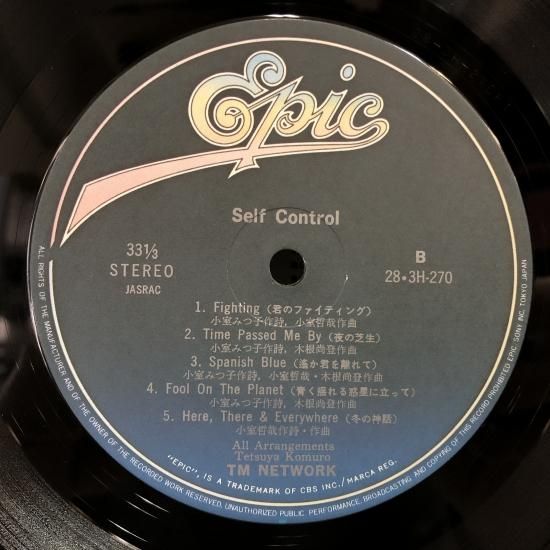 Epic
Self Control
33⅓
STEREO
JASRAC
B
28・3H-270
1. Fighting (君のファイティング)
小室みつ子作詩, 小室哲哉作曲
2. Time Passed Me By (夜の芝生)
小室みつ子作詩, 木根尚登作曲
3. Spanish Blue (遙か君を離れて)
小室みつ子作詩, 小室哲哉・木根尚登作曲
4. Fool On The Planet (青く揺れる惑星に立って)
小室みつ子作詩, 木根尚登作曲
5. Here, There & Everywhere (冬の神話)
小室哲哉作詩・作曲
All Arrangements
Tetsuya Komuro
TM NETWORK
"EPIC", IS A TRADEMARK OF CBS INC./MARCA REG.
ALL RIGHTS OF THE MANUFACTURER AND OF THE OWNER OF THE RECORDED WORK RESERVED, UNAUTHORIZED PUBLIC PERFORMANCE, BROADCASTING AND COPYING OF THIS RECORD PROHIBITED EPIC SONY INC. TOKYO JAPAN